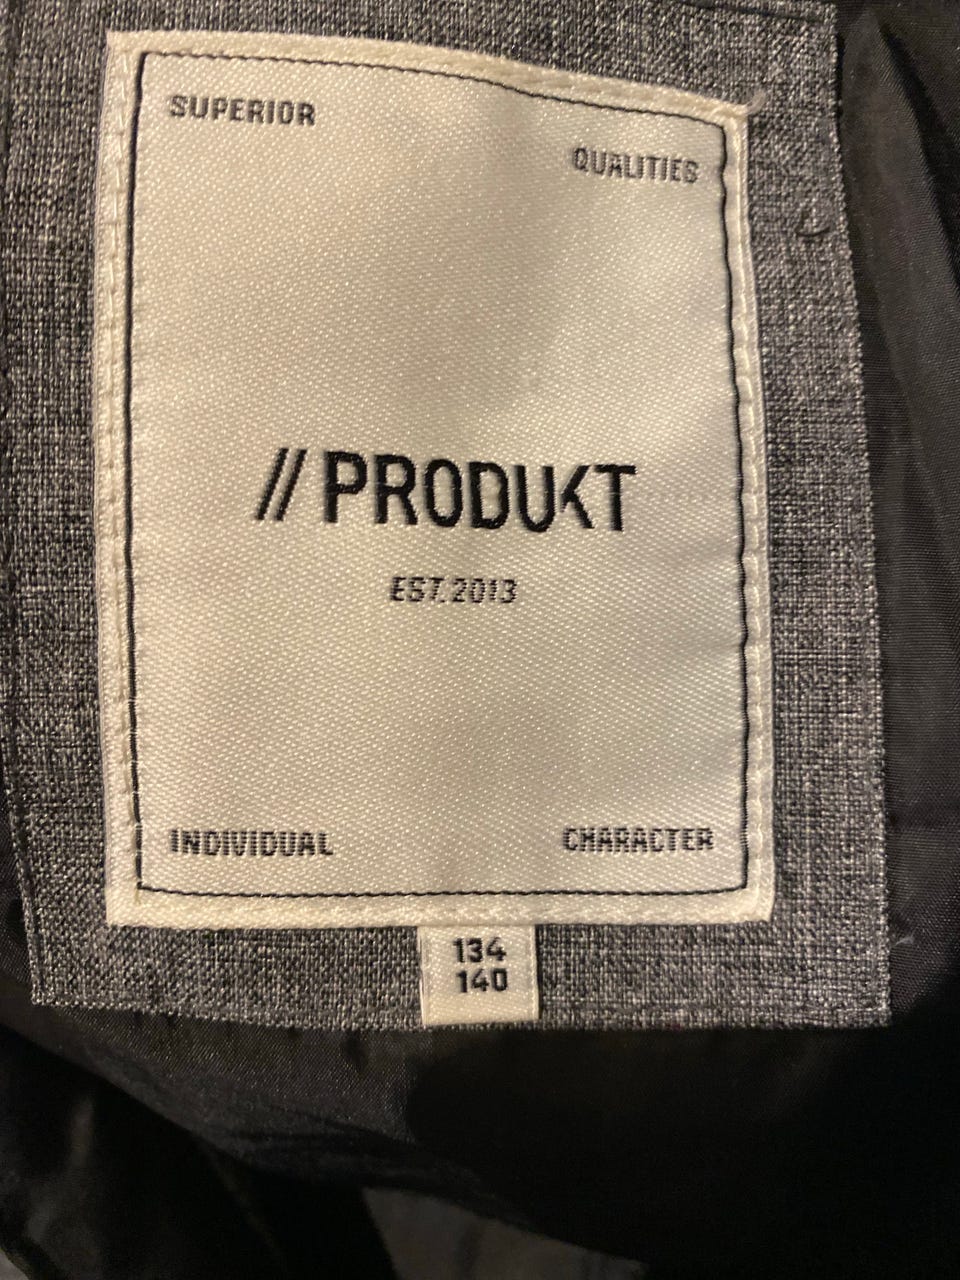 SUPERIOR
QUALITIES
// PRODUKT
EST. 2013
INDIVIDUAL
CHARACTER
134
140